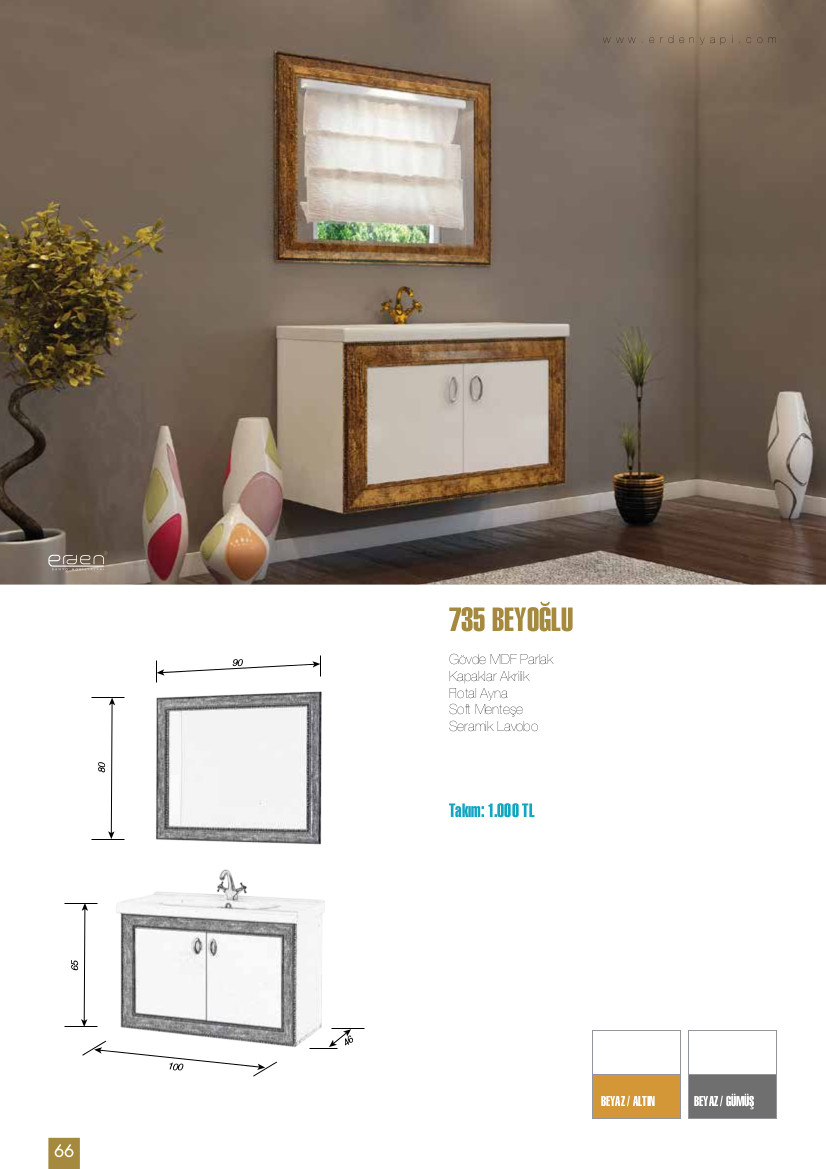 www.erdenyapi.com
erden
735 BEYOĞLU
Gövde MDF Parlak
Kapaklar Akrilik
Flotal Ayna
Soft Menteşe
Seramik Lavobo
Takım: 1.000 TL
90
80
65
46
100
BEYAZ / ALTIN
BEYAZ / GÜMÜŞ
66